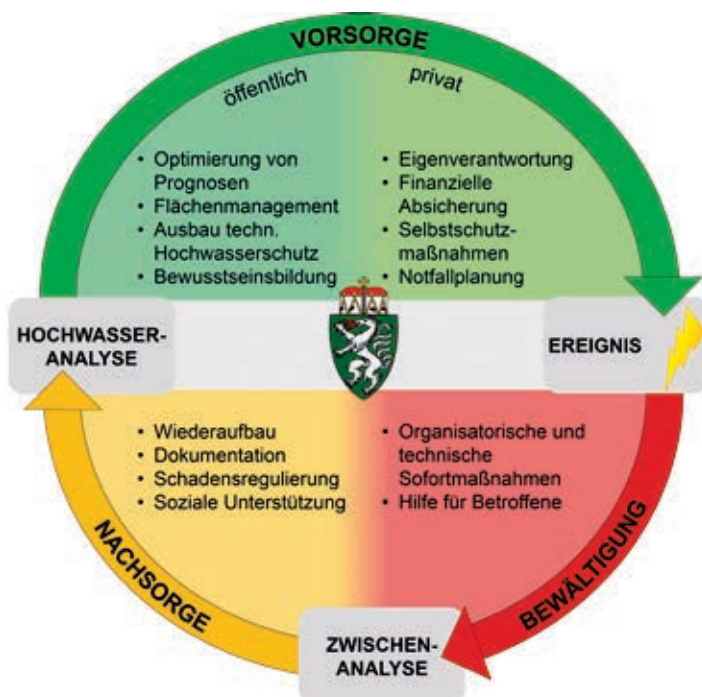 VORSORGE
öffentlich
privat
• Optimierung von
Prognosen
• Flächenmanagement
• Ausbau techn.
Hochwasserschutz
• Bewusstseinsbildung
• Eigenverantwortung
• Finanzielle
Absicherung
• Selbstschutz-
maßnahmen
• Notfallplanung
HOCHWASSER-
ANALYSE
EREIGNIS
• Wiederaufbau
• Dokumentation
• Schadensregulierung
• Soziale Unterstützung
• Organisatorische und
technische
Sofortmaßnahmen
• Hilfe für Betroffene
NACHSORGE
BEWÄLTIGUNG
ZWISCHEN-
ANALYSE